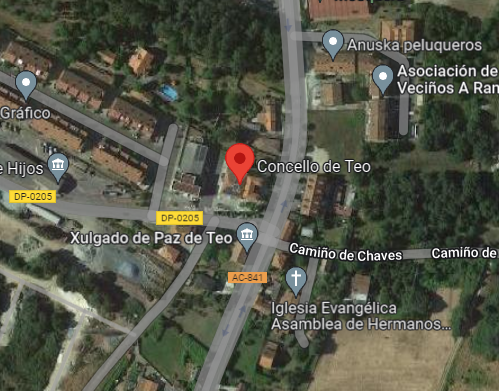 Anuska peluqueros
Asociación de
Veciños A Ran
Gráfico
Concello de Teo
e Hijos
DP-0205
DP-0205
Xulgado de Paz de Teo
Camiño de Chaves
Camiño de
AC-841
Iglesia Evangélica
Asamblea de Hermanos...